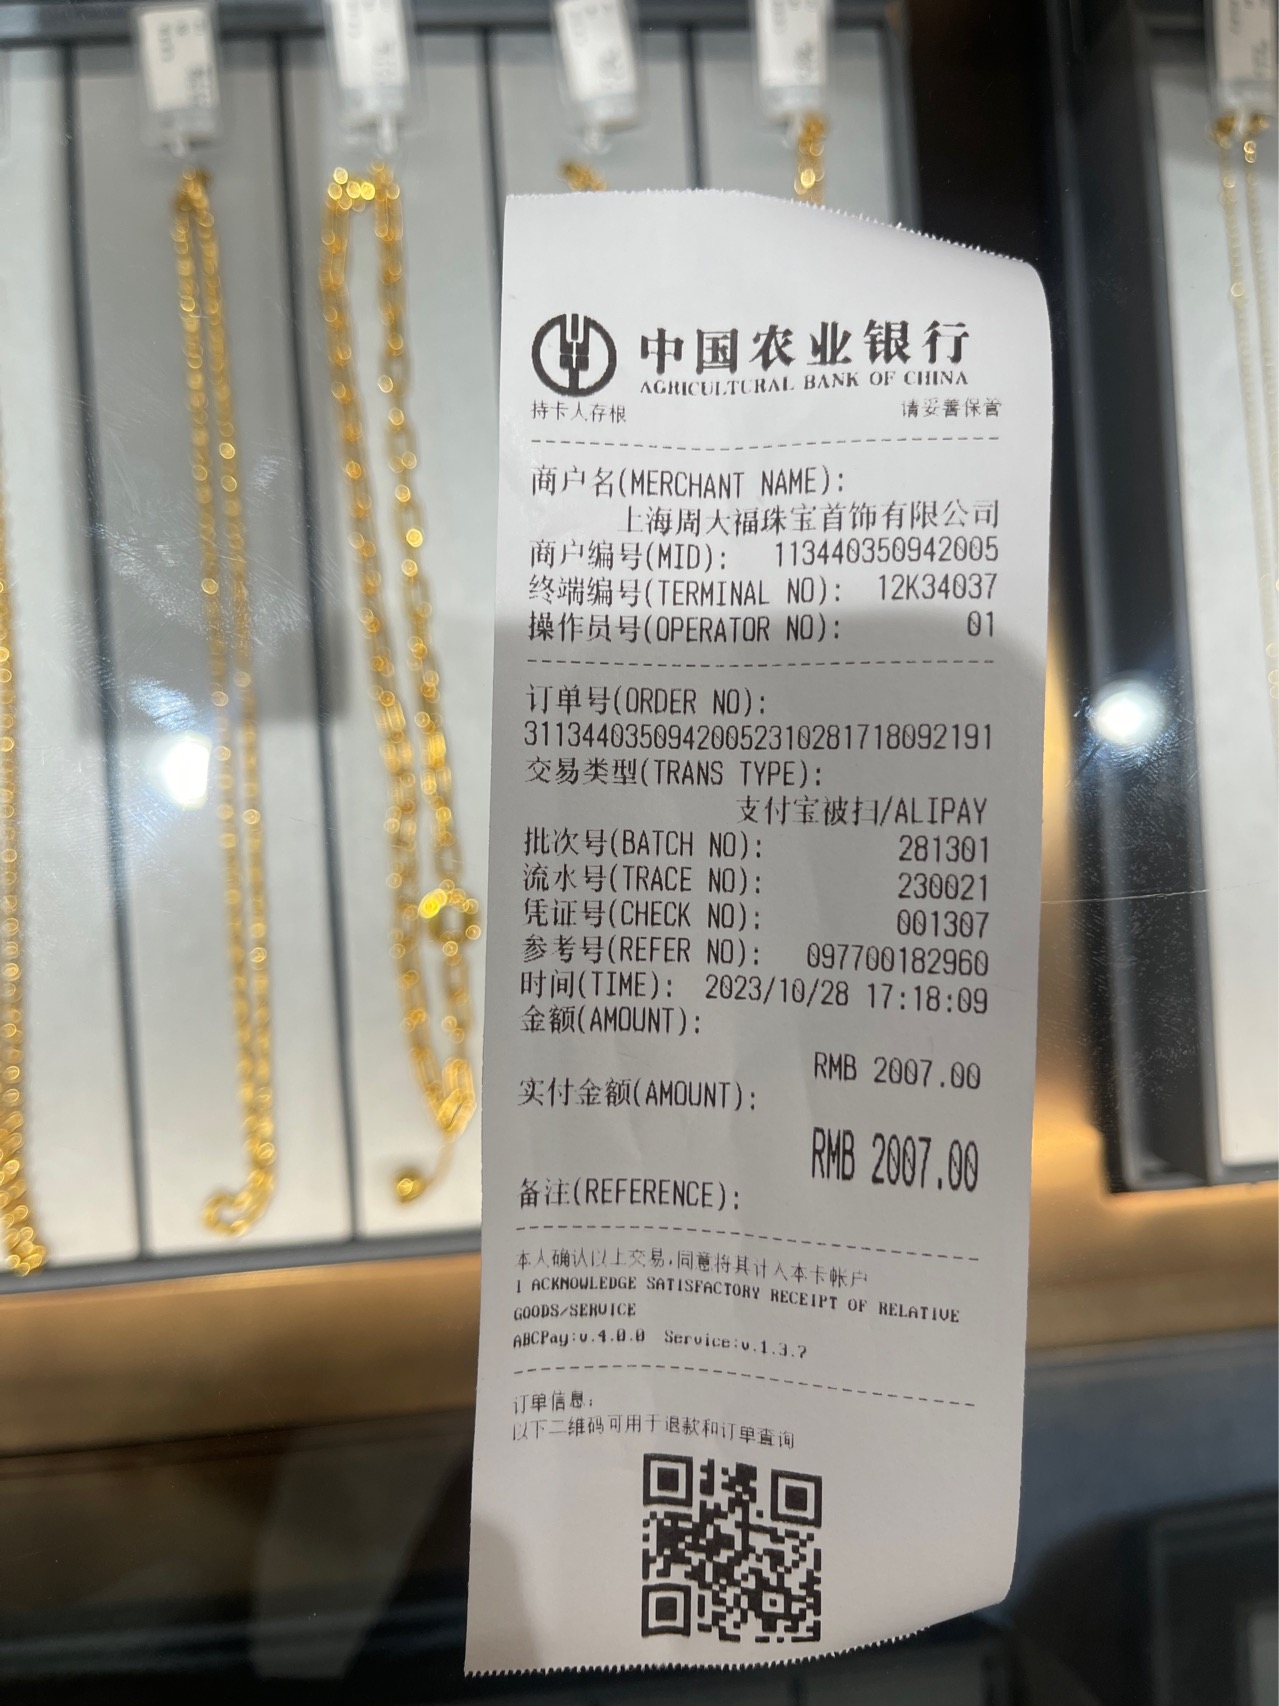 中国农业银行
AGRICULTURAL BANK OF CHINA
持卡人存根 请妥善保管
商户名(MERCHANT NAME):
上海周大福珠宝首饰有限公司
商户编号(MID): 113440350942005
终端编号(TERMINAL NO): 12K34037
操作员号(OPERATOR NO): 01
订单号(ORDER NO):
31134403509420052310281718092191
交易类型(TRANS TYPE):
支付宝被扫/ALIPAY
批次号(BATCH NO): 281301
流水号(TRACE NO): 230021
凭证号(CHECK NO): 001307
参考号(REFER NO): 097700182960
时间(TIME): 2023/10/28 17:18:09
金额(AMOUNT):
RMB 2007.00
实付金额(AMOUNT):
RMB 2007.00
备注(REFERENCE):
本人确认以上交易,同意将其计入本卡帐户
I ACKNOWLEDGE SATISFACTORY RECEIPT OF RELATIVE
GOODS/SERVICE
ABCPay:v.4.0.0 Service:v.1.3.7
订单信息:
以下二维码可用于退款和订单查询